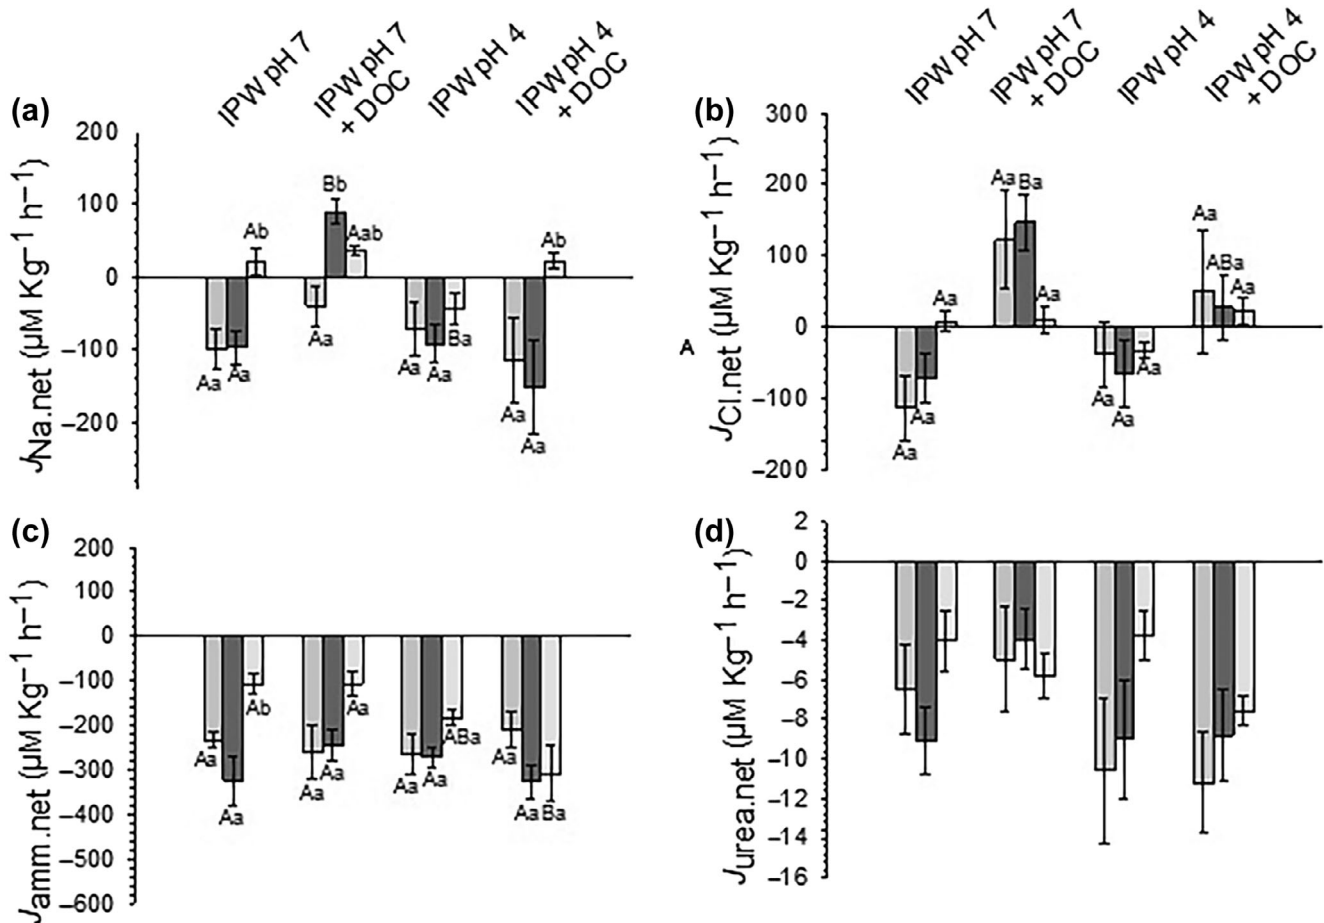 (a)
IPW pH 7
IPW pH 7
+ DOC
IPW pH 4
IPW pH 4
+ DOC
JNa.net (µM Kg–1 h–1)
200
100
0
–100
–200
Aa
Aa
Ab
Aa
Bb
Aab
Aa
Aa
Ba
Aa
Aa
Ab
(b)
IPW pH 7
IPW pH 7
+ DOC
IPW pH 4
IPW pH 4
+ DOC
A
JCl.net (µM Kg–1 h–1)
300
200
100
0
–100
–200
Aa
Aa
Aa
Aa
Ba
Aa
Aa
Aa
Aa
Aa
ABa
Aa
(c)
Jamm.net (µM Kg–1 h–1)
200
100
0
–100
–200
–300
–400
–500
–600
Aa
Aa
Ab
Aa
Aa
Aa
Aa
Aa
ABa
Aa
Aa
Ba
(d)
Jurea.net (µM Kg–1 h–1)
2
0
–2
–4
–6
–8
–10
–12
–14
–16